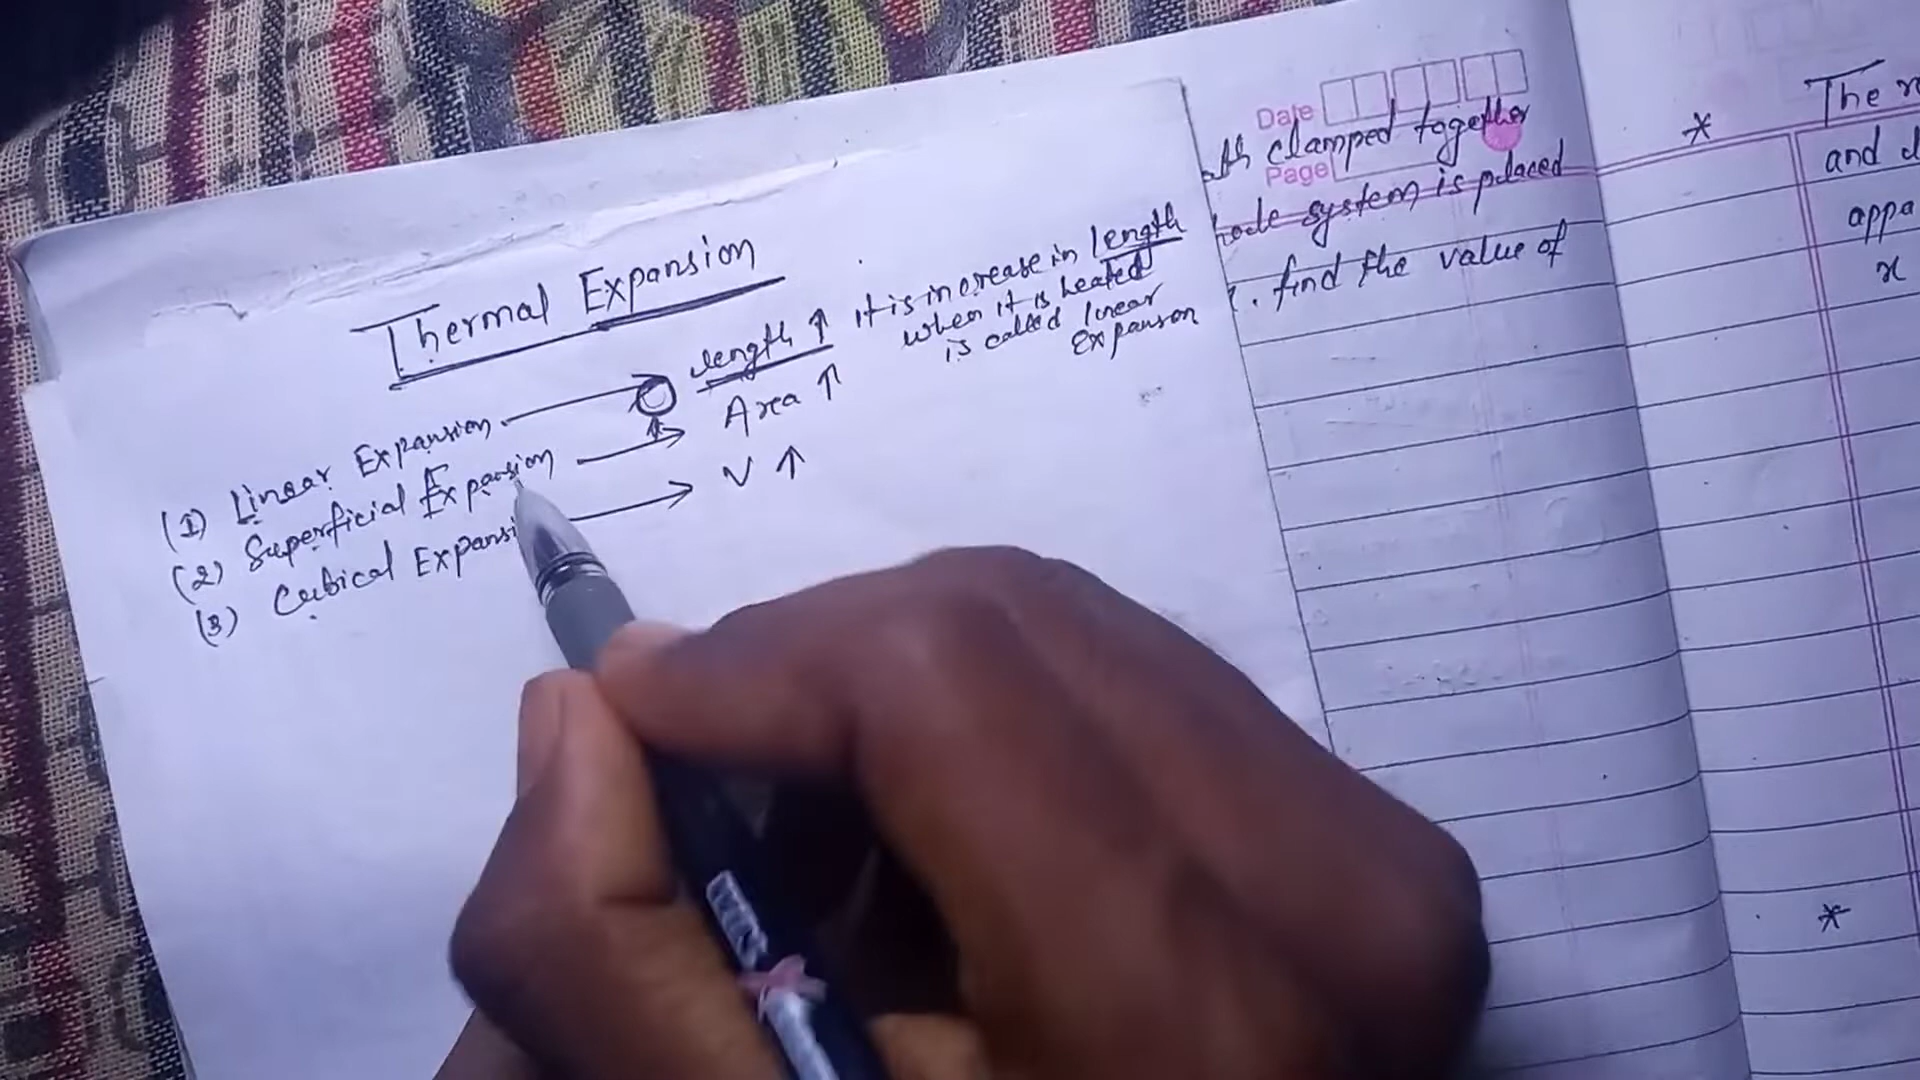 Thermal Expansion
(1) Linear Expansion → length ↑ it is increase in length
when it is heated
is called linear
Expanson
(2) Superficial Expansion → Area ↑
(3) Cubical Expansi → V ↑
Date
Page
clamped together
system is placed
find the value of
*
The
and
appa
x
*